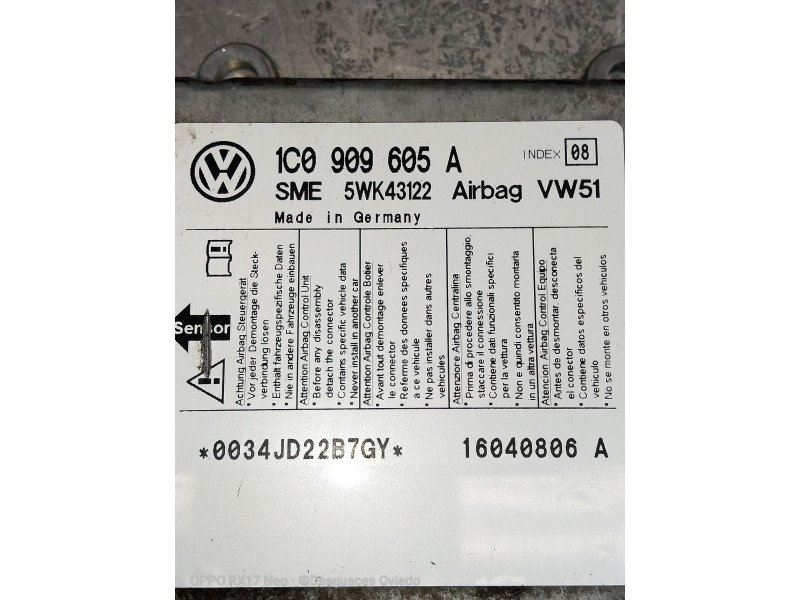 1C0 909 605 A
INDEX 08
SME 5WK43122 Airbag VW51
Made in Germany
Sensor
Achtung Airbag Steuergerät
• Vor jeder Demontage die Steck-
verbindung lösen
• Enthält fahrzeugspezifische Daten
• Nie in andere Fahrzeuge einbauen
Attention Airbag Control Unit
• Before any disassembly
detach the connector
• Contains specific vehicle data
• Never install in another car
Attention Airbag Controle Boitier
• Avant tout demontage enlever
le connector
• Referme des donnees specifiques
a ce vehicule
• Ne pas installer dans autres
vehicules
Attenzione Airbag Centralina
• Prima di procedere allo smontaggio,
staccare il connessione
• Contiene dati funzionali specifici
per la vettura
• Non e quindi consentito montarla
in un altra vettura
Atencion Airbag Control Equipo
• Antes de desmontar desconecta
el conector
• Contiene datos especificos del
vehiculo
• No se monte en otros vehiculos
*0034JD22B7GY*
16040806 A
OPPO RX17 Neo · ©Desguaces Oviedo